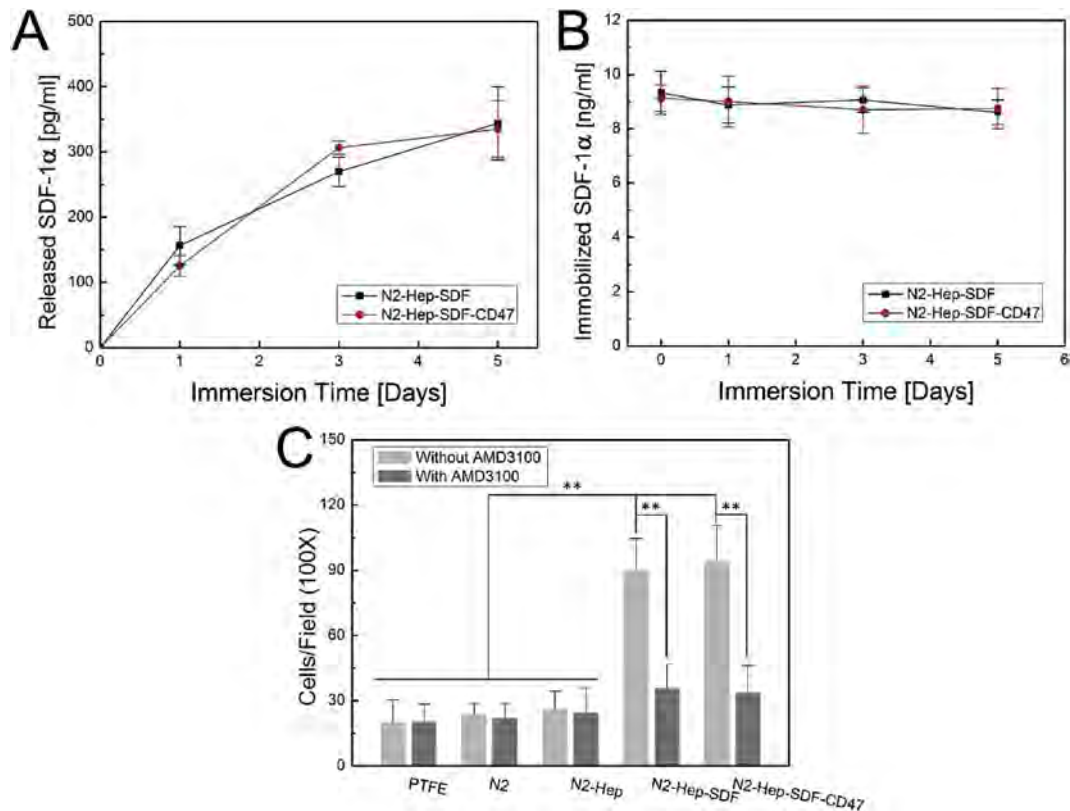 A
Released SDF-1α [pg/ml]
500
400
300
200
100
0
0 1 2 3 4 5
Immersion Time [Days]
N2-Hep-SDF
N2-Hep-SDF-CD47
B
Immobilized SDF-1α [ng/ml]
12
10
8
6
4
2
0
0 1 2 3 4 5 6
Immersion Time [Days]
N2-Hep-SDF
N2-Hep-SDF-CD47
C
Cells/Field (100X)
150
120
90
60
30
0
Without AMD3100
With AMD3100
**
** **
PTFE N2 N2-Hep N2-Hep-SDF N2-Hep-SDF-CD47